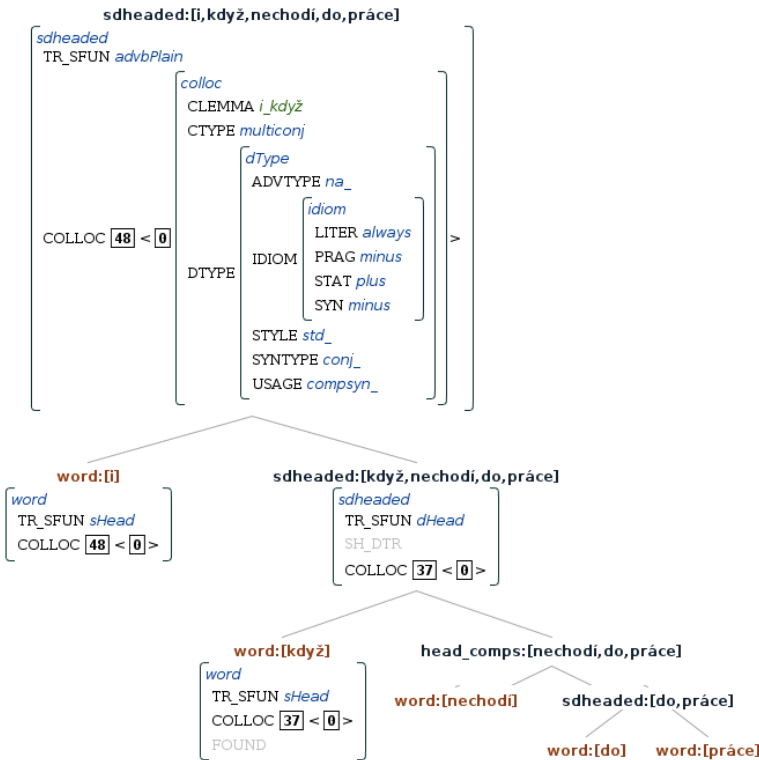 sdheaded:[i,když,nechodí,do,práce]
sdheaded
TR_SFUN advbPlain
colloc
CLEMMA i_když
CTYPE multiconj
dType
ADVTYPE na_
idiom
LITER always
COLLOC 48 < 0
DTYPE
IDIOM
PRAG minus
>
STAT plus
SYN minus
STYLE std_
SYNTYPE conj_
USAGE compsyn_
word:[i]
sdheaded:[když,nechodí,do,práce]
word
sdheaded
TR_SFUN sHead
TR_SFUN dHead
COLLOC 48 < 0 >
SH_DTR
COLLOC 37 < 0 >
word:[když]
head_comps:[nechodí,do,práce]
word
TR_SFUN sHead
word:[nechodí]
sdheaded:[do,práce]
COLLOC 37 < 0 >
FOUND
word:[do]
word:[práce]